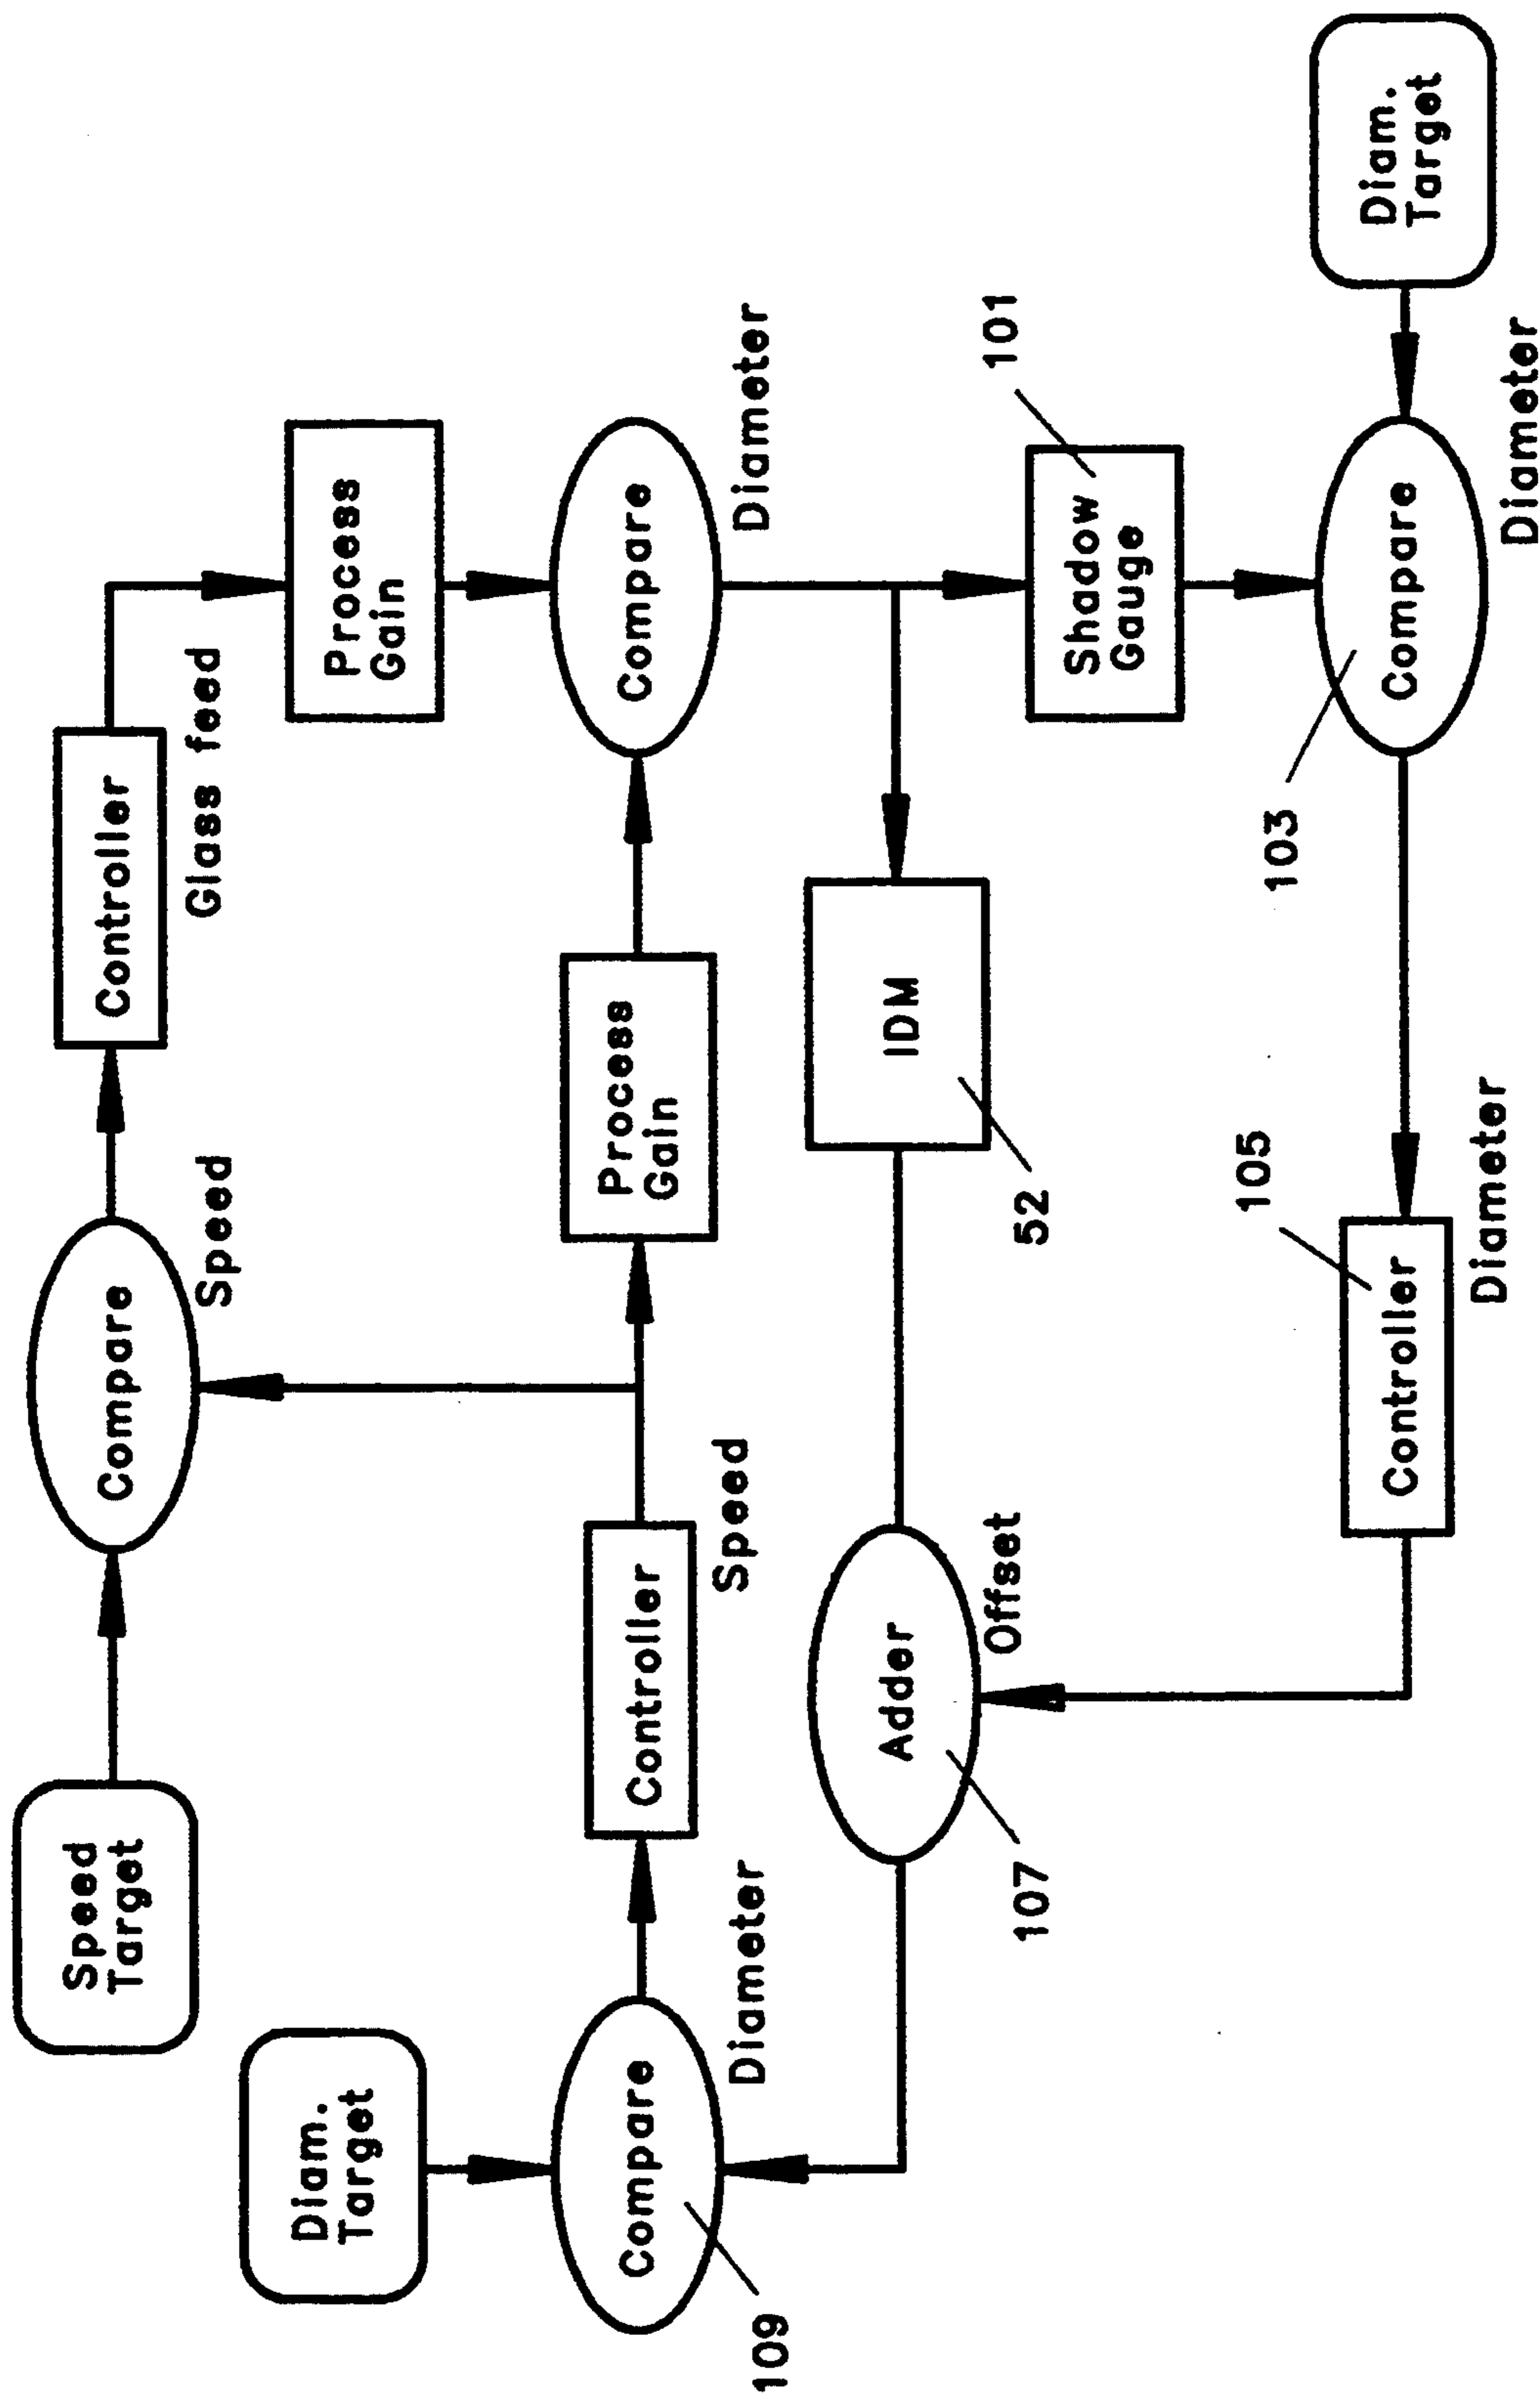 Speed
Target
Compare
Controller
Speed
Glass feed
Diam.
Target
Process
Gain
Compare
Controller
Process
Gain
Compare
109
Diameter
Speed
Diameter
Adder
IDM
Offset
101
107
52
Shadow
Gauge
105
103
Controller
Compare
Diam.
Target
Diameter
Diameter